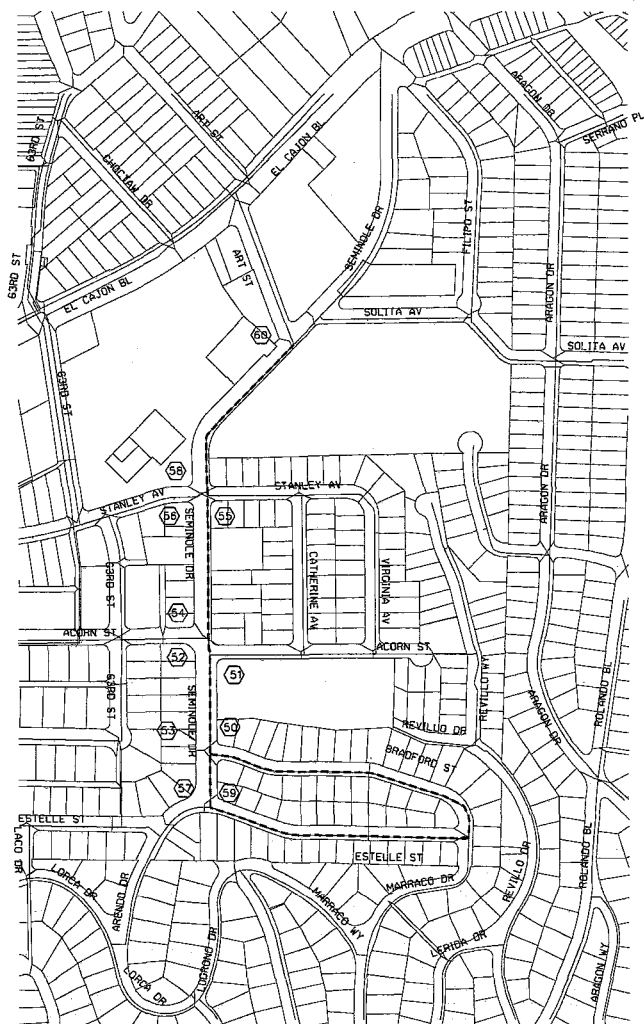 ARAGON DR
SERRANO PL
63RD ST
ART ST
EL CAJON BL
CHOCTAW DR
63RD ST
FILIPO ST
SEMINOLE DR
ART ST
ARAGON DR
EL CAJON BL
SOLITA AV
60
SOLITA AV
63RD ST
58
STANLEY AV
STANLEY AV
ARAGON DR
56
55
SEMINOLE DR
63RD ST
CATHERINE AV
VIRGINIA AV
54
ACORN ST
ACORN ST
52
51
REVILLO WY
ROLANDO BL
63RD ST
SEMINOLE DR
53
50
REVILLO DR
ARAGON DR
BRADFORD ST
57
59
ESTELLE ST
ESTELLE ST
LACO DR
LORCA DR
ARENDO DR
MARRACO DR
REVILLO DR
ROLANDO BL
MARRACO WY
LERIDA DR
LORCA DR
LOGRONO DR
ARAGON WY